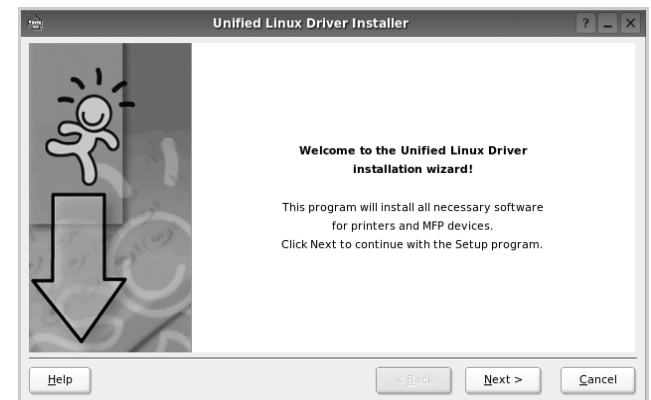 Unified Linux Driver Installer
Welcome to the Unified Linux Driver
installation wizard!
This program will install all necessary software
for printers and MFP devices.
Click Next to continue with the Setup program.
Help
< Back
Next >
Cancel